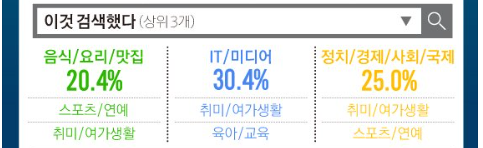 이것 검색했다 (상위 3개)
음식/요리/맛집
20.4%
스포츠/연예
취미/여가생활
IT/미디어
30.4%
취미/여가생활
육아/교육
정치/경제/사회/국제
25.0%
취미/여가생활
스포츠/연예